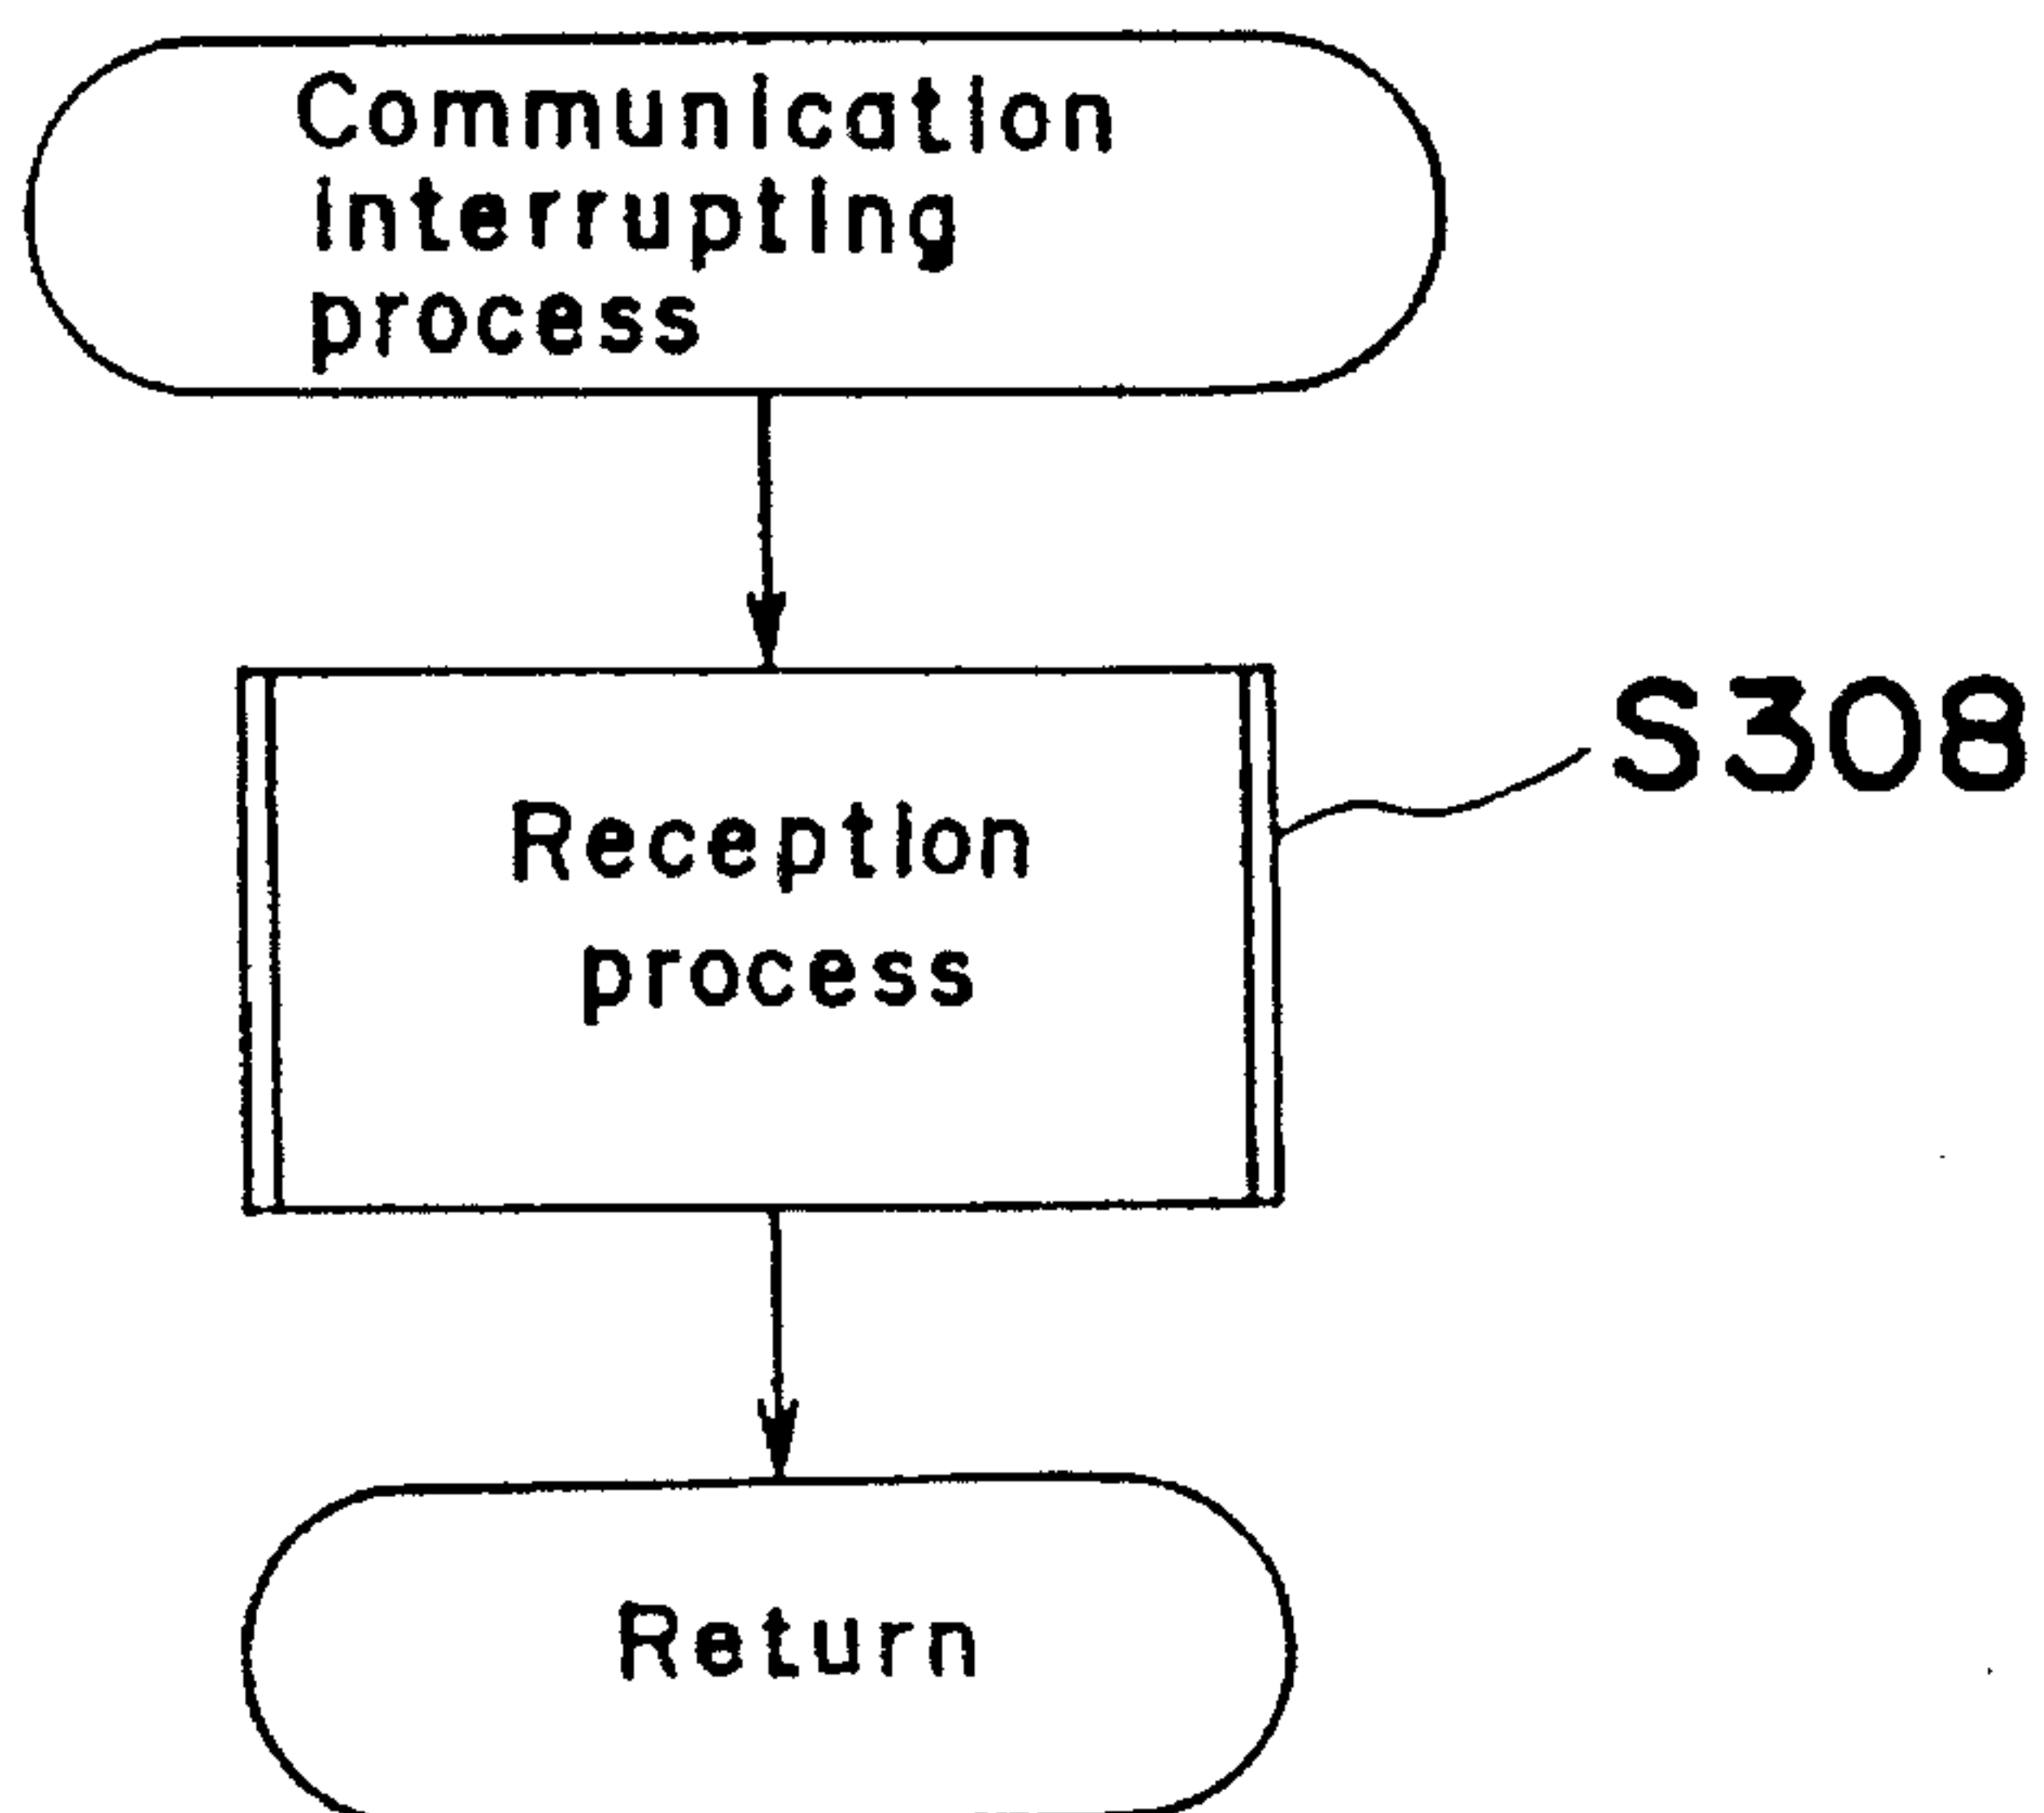 Communication
interrupting
process
Reception
process
S308
Return